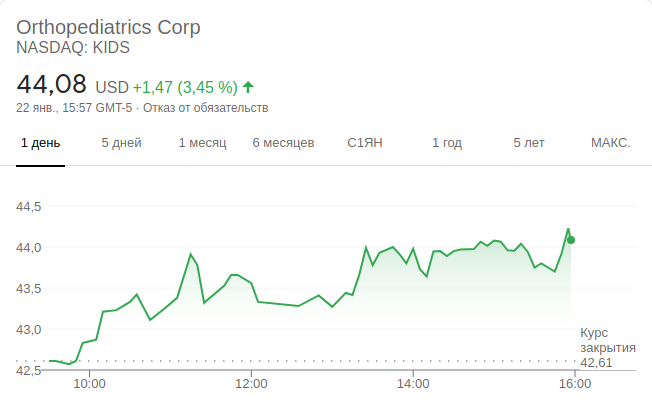 Orthopediatrics Corp
NASDAQ: KIDS
44,08 USD +1,47 (3,45 %)
22 янв., 15:57 GMT-5 · Отказ от обязательств
1 день 5 дней 1 месяц 6 месяцев С1ЯН 1 год 5 лет МАКС.
44,5
44,0
43,5
43,0
42,5
Курс
закрытия
42,61
10:00 12:00 14:00 16:00